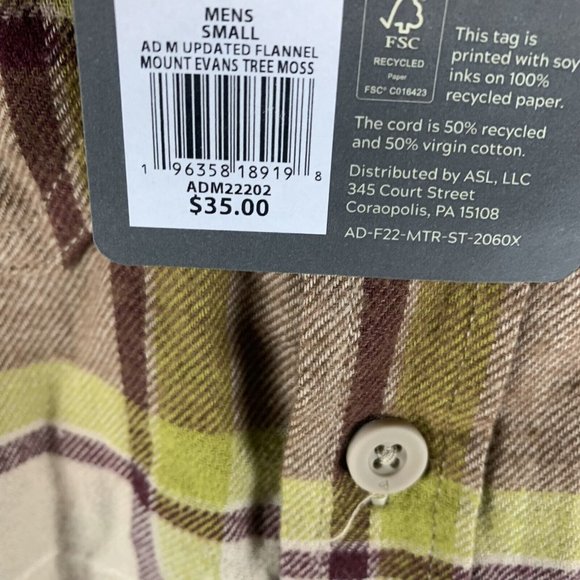 MENS
SMALL
AD M UPDATED FLANNEL
MOUNT EVANS TREE MOSS
1 96358 18919 8
ADM22202
$35.00
FSC
RECYCLED
Paper
FSC® C016423
This tag is
printed with soy
inks on 100%
recycled paper.
The cord is 50% recycled
and 50% virgin cotton.
Distributed by ASL, LLC
345 Court Street
Coraopolis, PA 15108
AD-F22-MTR-ST-2060X